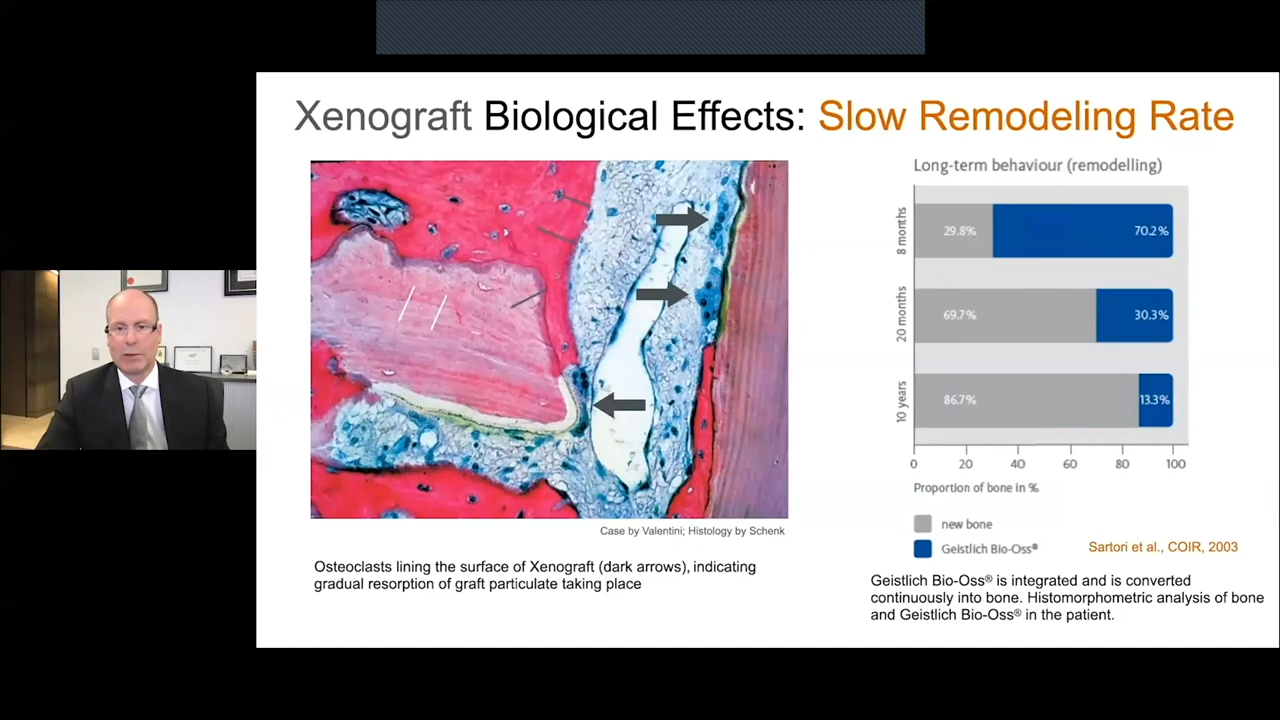 Xenograft Biological Effects: Slow Remodeling Rate
Long-term behaviour (remodelling)
8 months
29.8%
70.2%
20 months
69.7%
30.3%
10 years
86.7%
13.3%
0 20 40 60 80 100
Proportion of bone in %
new bone
Geistlich Bio-Oss®
Sartori et al., COIR, 2003
Case by Valentini; Histology by Schenk
Osteoclasts lining the surface of Xenograft (dark arrows), indicating
gradual resorption of graft particulate taking place
Geistlich Bio-Oss® is integrated and is converted
continuously into bone. Histomorphometric analysis of bone
and Geistlich Bio-Oss® in the patient.